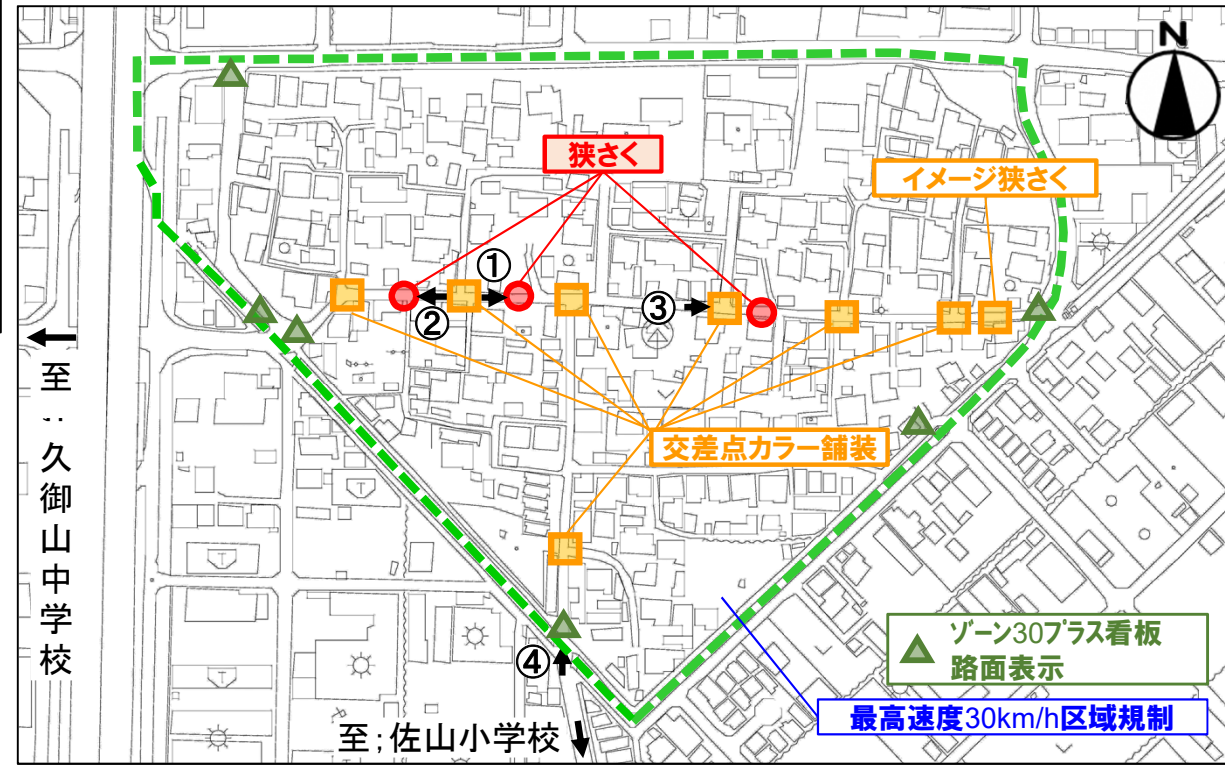 N
狭さく
イメージ狭さく
①
②
③
至;久御山中学校
交差点カラー舗装
ゾーン30プラス看板
路面表示
④
最高速度30km/h区域規制
至;佐山小学校